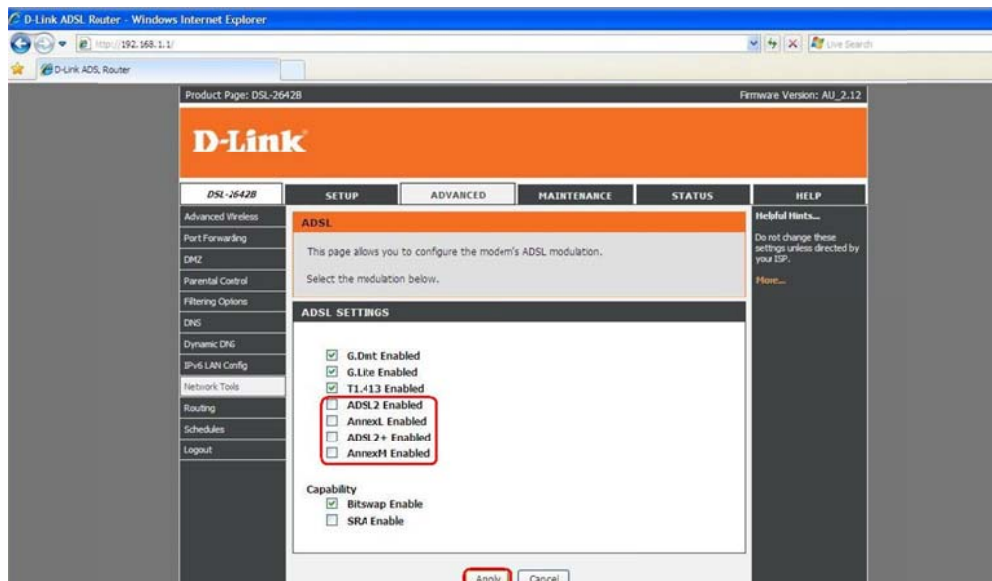 D-Link ADSL Router - Windows Internet Explorer
http://192.168.1.1/
Live Search
D-Link ADSL Router
Product Page: DSL-2642B
Firmware Version: AU_2.12
D-Link
DSL-2642B
SETUP
ADVANCED
MAINTENANCE
STATUS
HELP
Advanced Wireless
Port Forwarding
DMZ
Parental Control
Filtering Options
DNS
Dynamic DNS
IPv6 LAN Config
Network Tools
Routing
Schedules
Logout
ADSL
This page allows you to configure the modem's ADSL modulation.
Select the modulation below.
ADSL SETTINGS
G.Dmt Enabled
G.Lite Enabled
T1.413 Enabled
ADSL2 Enabled
AnnexL Enabled
ADSL2+ Enabled
AnnexM Enabled
Capability
Bitswap Enable
SRA Enable
Apply
Cancel
Helpful Hints...
Do not change these
settings unless directed by
your ISP.
More...